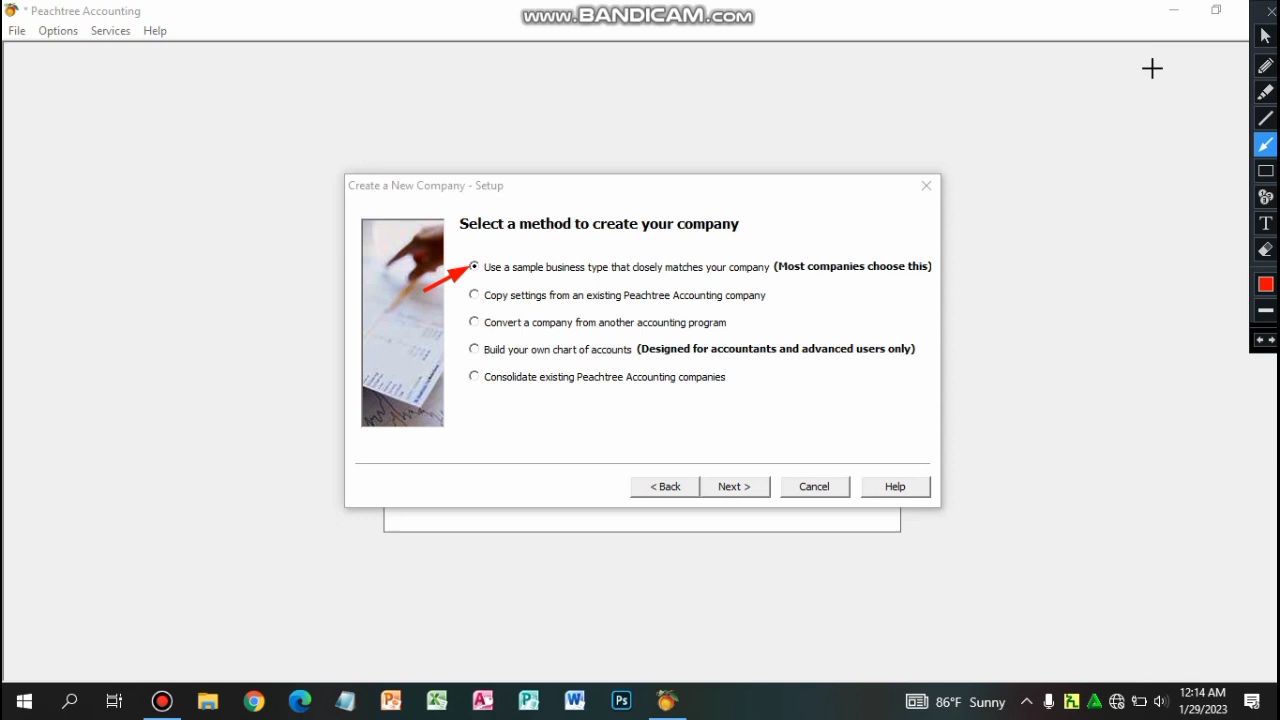 * Peachtree Accounting
www.BANDICAM.com
File Options Services Help
Create a New Company - Setup
Select a method to create your company
Use a sample business type that closely matches your company (Most companies choose this)
Copy settings from an existing Peachtree Accounting company
Convert a company from another accounting program
Build your own chart of accounts (Designed for accountants and advanced users only)
Consolidate existing Peachtree Accounting companies
< Back Next > Cancel Help
T
86°F Sunny
12:14 AM
1/29/2023